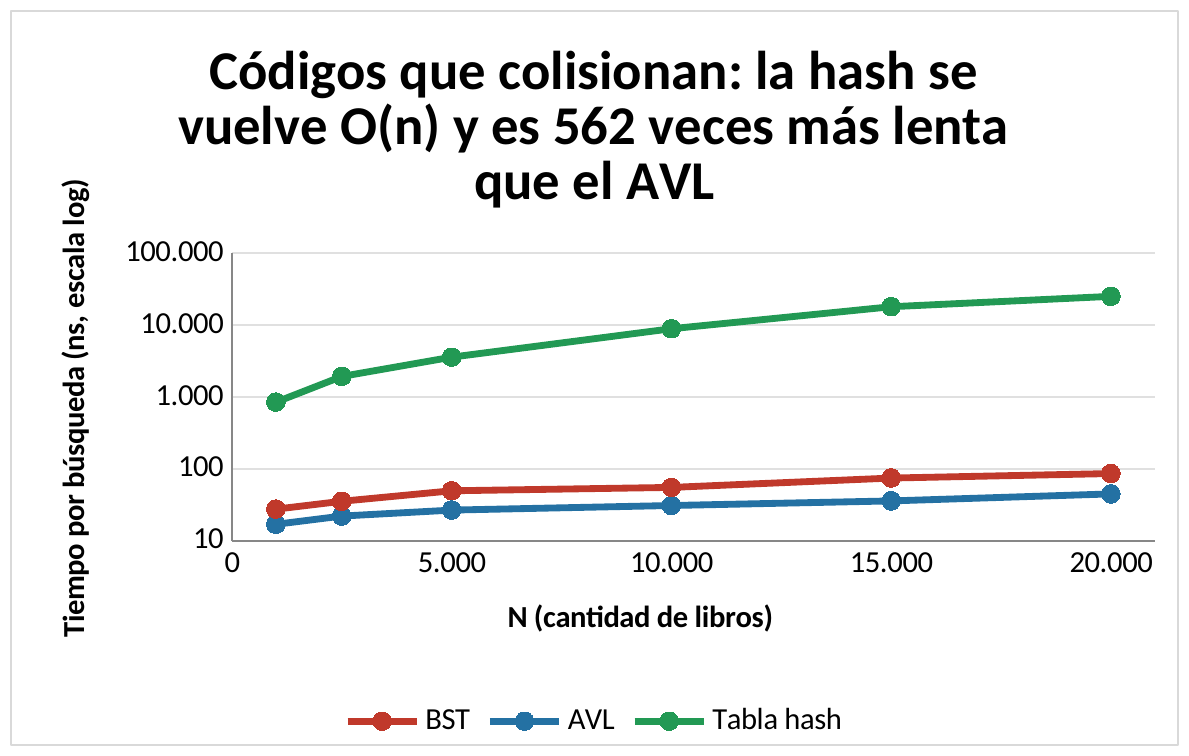 Códigos que colisionan: la hash se
vuelve O(n) y es 562 veces más lenta
que el AVL
Tiempo por búsqueda (ns, escala log)
100.000
10.000
1.000
100
10
0 5.000 10.000 15.000 20.000
N (cantidad de libros)
BST AVL Tabla hash